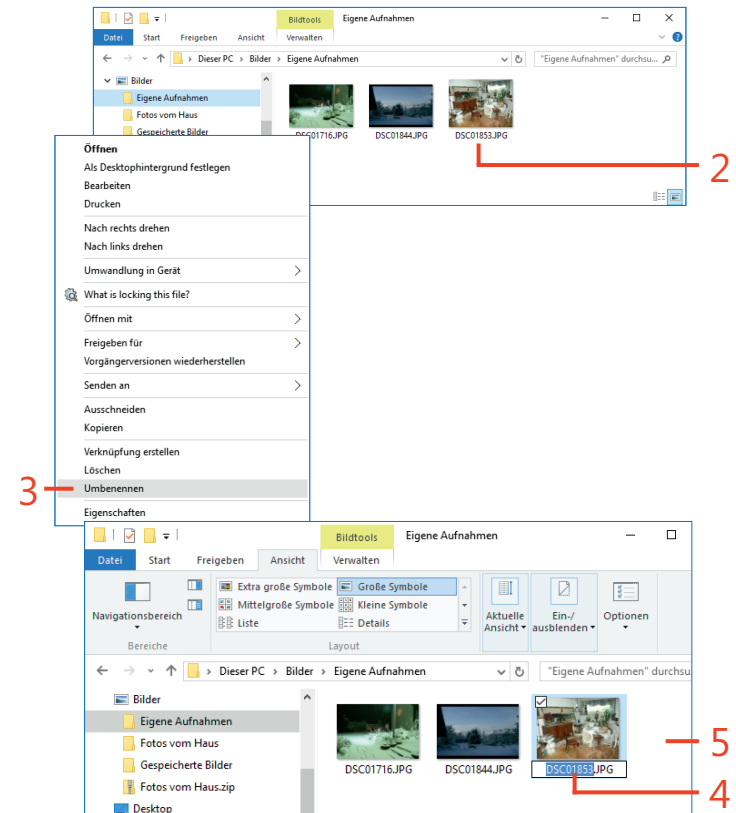 Bildtools Eigene Aufnahmen
Datei Start Freigeben Ansicht Verwalten
Dieser PC > Bilder > Eigene Aufnahmen "Eigene Aufnahmen" durchsu...
Bilder
Eigene Aufnahmen
Fotos vom Haus
Gespeicherte Bilder
DSC01716.JPG DSC01844.JPG DSC01853.JPG
2
Öffnen
Als Desktophintergrund festlegen
Bearbeiten
Drucken
Nach rechts drehen
Nach links drehen
Umwandlung in Gerät
What is locking this file?
Öffnen mit
Freigeben für
Vorgängerversionen wiederherstellen
Senden an
Ausschneiden
Kopieren
Verknüpfung erstellen
Löschen
3 Umbenennen
Eigenschaften
Bildtools Eigene Aufnahmen
Datei Start Freigeben Ansicht Verwalten
Extra große Symbole Große Symbole
Mittelgroße Symbole Kleine Symbole
Liste Details
Navigationsbereich
Aktuelle Ansicht
Ein-/ausblenden
Optionen
Bereiche Layout
Dieser PC > Bilder > Eigene Aufnahmen "Eigene Aufnahmen" durchsu
Bilder
Eigene Aufnahmen
Fotos vom Haus
Gespeicherte Bilder
Fotos vom Haus.zip
Desktop
DSC01716.JPG DSC01844.JPG DSC01853.JPG
5
4